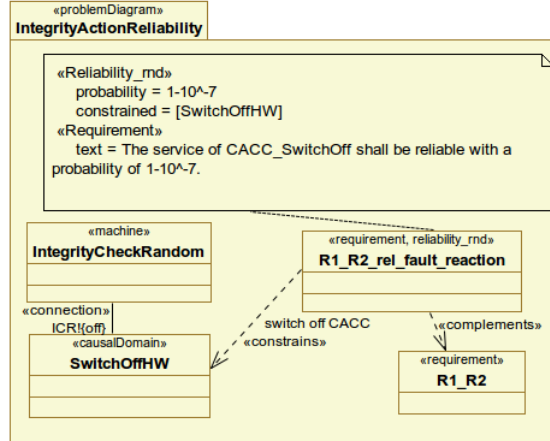 «problemDiagram»
IntegrityActionReliability
«Reliability_rnd»
probability = 1-10^-7
constrained = [SwitchOffHW]
«Requirement»
text = The service of CACC_SwitchOff shall be reliable with a
probability of 1-10^-7.
«machine»
IntegrityCheckRandom
«requirement, reliability_rnd»
R1_R2_rel_fault_reaction
«connection»
ICR!{off}
switch off CACC
«constrains»
«complements»
«causalDomain»
SwitchOffHW
«requirement»
R1_R2